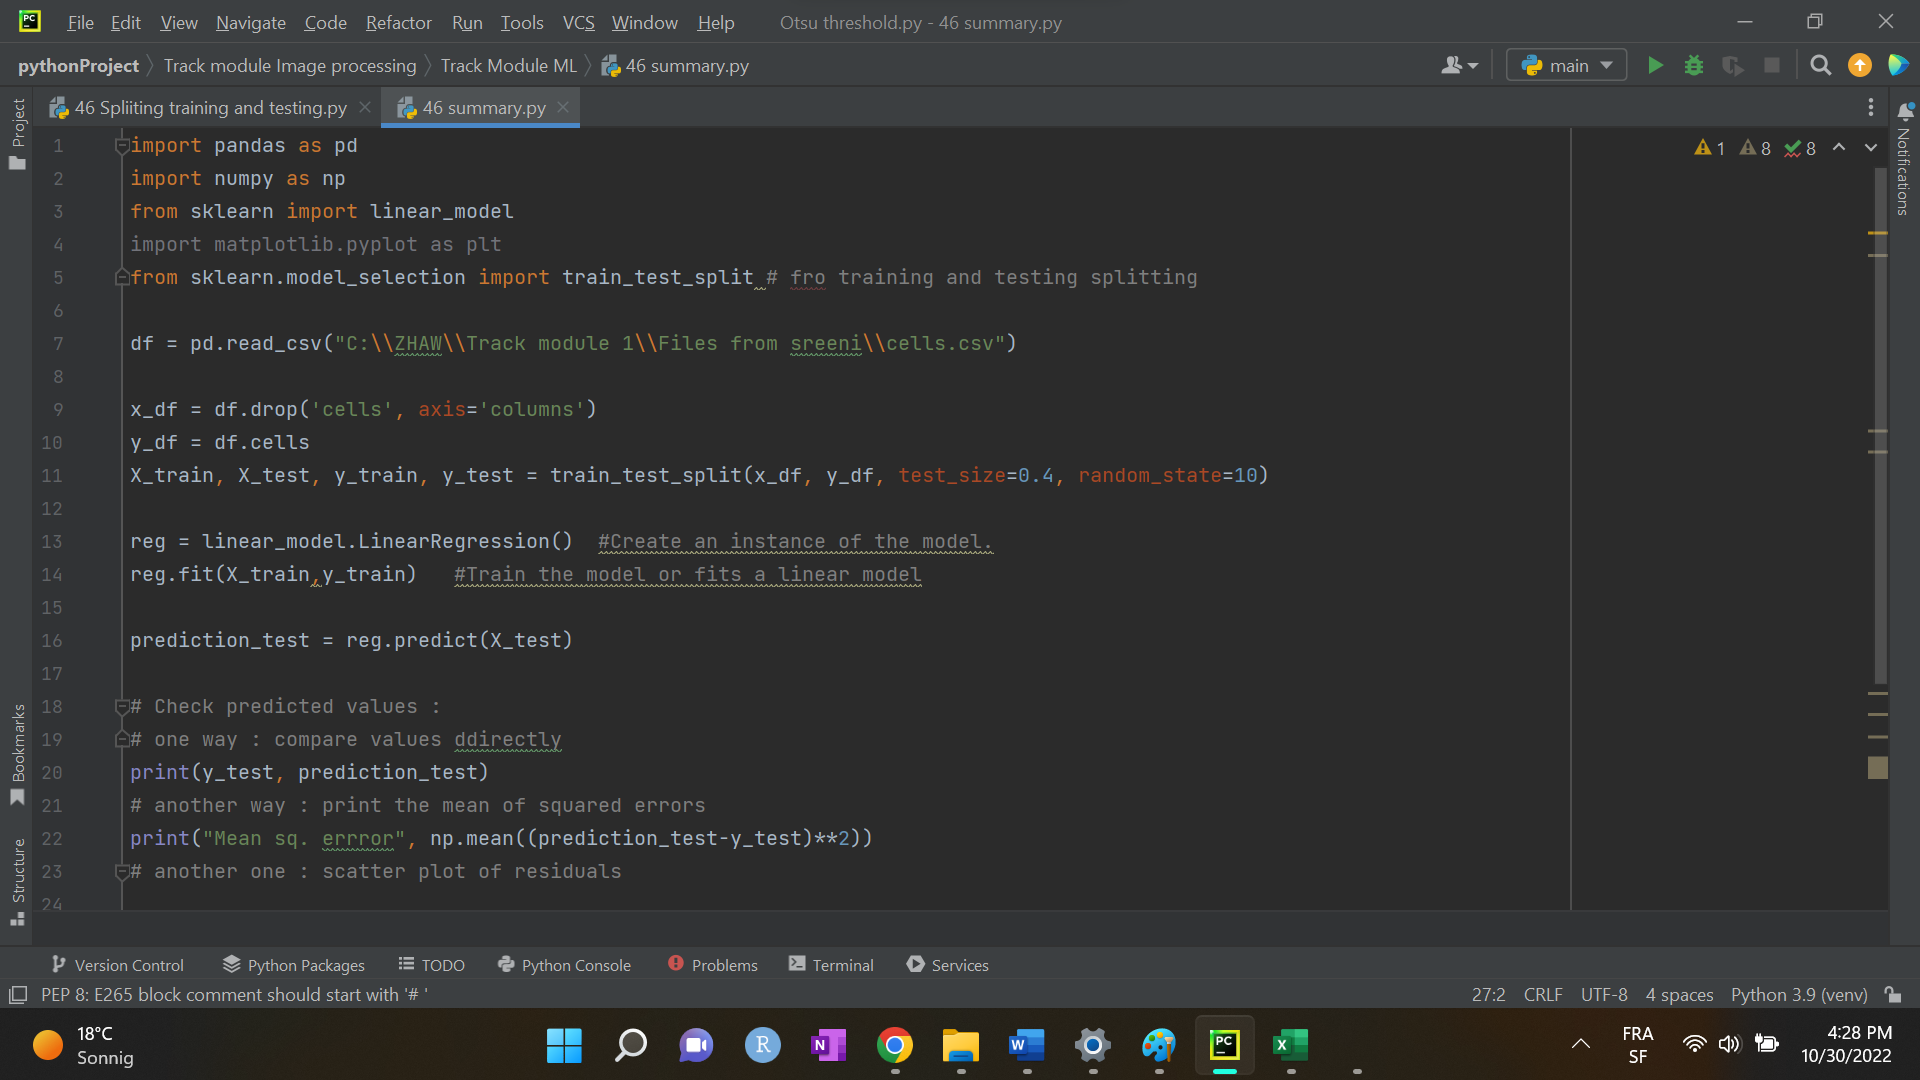 PC File Edit View Navigate Code Refactor Run Tools VCS Window Help Otsu threshold.py - 46 summary.py
pythonProject Track module Image processing Track Module ML 46 summary.py main
46 Spliiting training and testing.py 46 summary.py
Project
Notifications
1 8 8
1 import pandas as pd
2 import numpy as np
3 from sklearn import linear_model
4 import matplotlib.pyplot as plt
5 from sklearn.model_selection import train_test_split # fro training and testing splitting
6
7 df = pd.read_csv("C:\\ZHAW\\Track module 1\\Files from sreeni\\cells.csv")
8
9 x_df = df.drop('cells', axis='columns')
10 y_df = df.cells
11 X_train, X_test, y_train, y_test = train_test_split(x_df, y_df, test_size=0.4, random_state=10)
12
13 reg = linear_model.LinearRegression()  #Create an instance of the model.
14 reg.fit(X_train,y_train)   #Train the model or fits a linear model
15
16 prediction_test = reg.predict(X_test)
17
18 # Check predicted values :
19 # one way : compare values ddirectly
20 print(y_test, prediction_test)
21 # another way : print the mean of squared errors
22 print("Mean sq. errror", np.mean((prediction_test-y_test)**2))
23 # another one : scatter plot of residuals
24
Bookmarks
Structure
Version Control Python Packages TODO Python Console Problems Terminal Services
PEP 8: E265 block comment should start with '# ' 27:2 CRLF UTF-8 4 spaces Python 3.9 (venv)
18°C
Sonnig
R N W PC X
FRA
SF
4:28 PM
10/30/2022